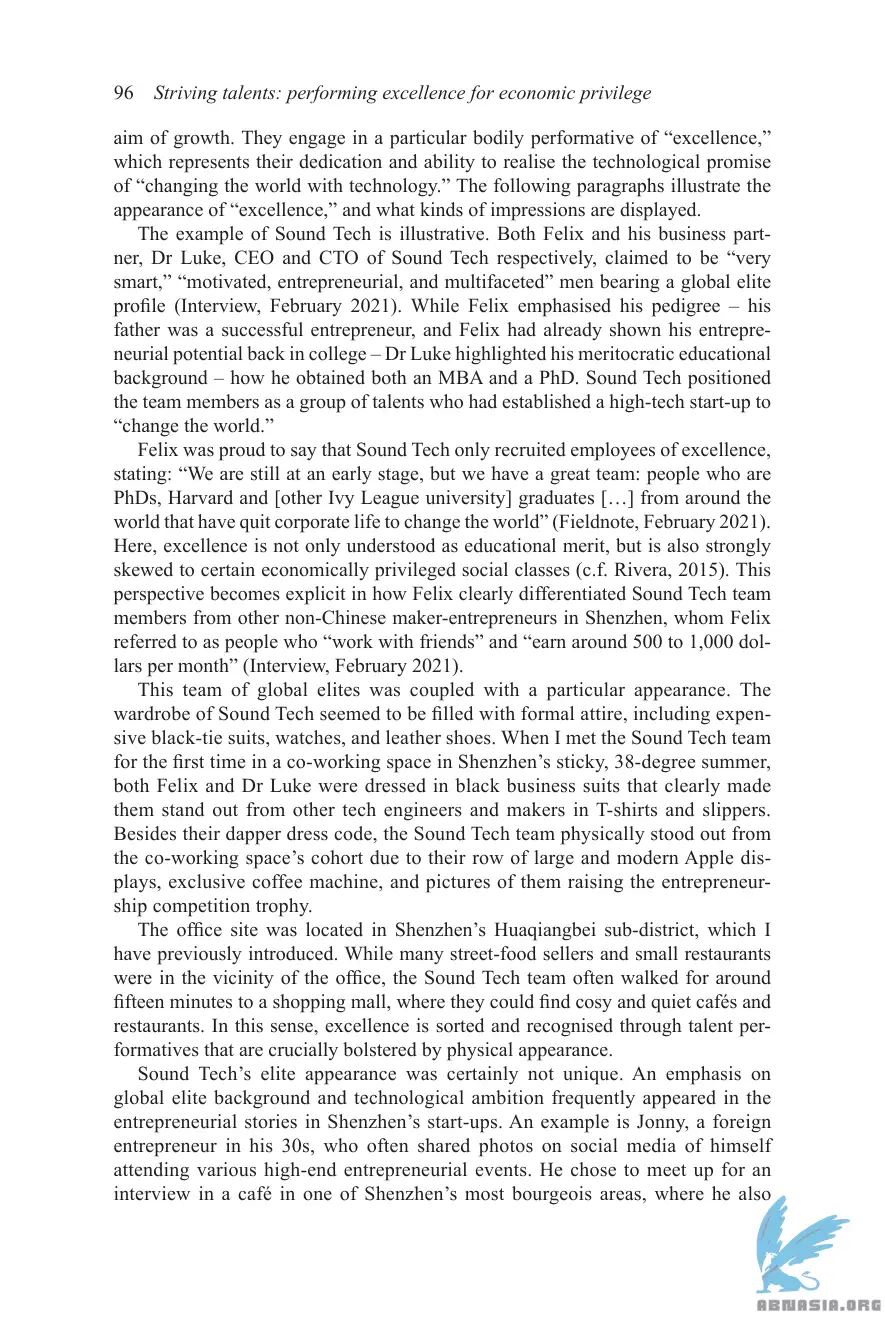 96 Striving talents: performing excellence for economic privilege
aim of growth. They engage in a particular bodily performative of “excellence,”
which represents their dedication and ability to realise the technological promise
of “changing the world with technology.” The following paragraphs illustrate the
appearance of “excellence,” and what kinds of impressions are displayed.
The example of Sound Tech is illustrative. Both Felix and his business part-
ner, Dr Luke, CEO and CTO of Sound Tech respectively, claimed to be “very
smart,” “motivated, entrepreneurial, and multifaceted” men bearing a global elite
profile (Interview, February 2021). While Felix emphasised his pedigree – his
father was a successful entrepreneur, and Felix had already shown his entrepre-
neurial potential back in college – Dr Luke highlighted his meritocratic educational
background – how he obtained both an MBA and a PhD. Sound Tech positioned
the team members as a group of talents who had established a high-tech start-up to
“change the world.”
Felix was proud to say that Sound Tech only recruited employees of excellence,
stating: “We are still at an early stage, but we have a great team: people who are
PhDs, Harvard and [other Ivy League university] graduates […] from around the
world that have quit corporate life to change the world” (Fieldnote, February 2021).
Here, excellence is not only understood as educational merit, but is also strongly
skewed to certain economically privileged social classes (c.f. Rivera, 2015). This
perspective becomes explicit in how Felix clearly differentiated Sound Tech team
members from other non-Chinese maker-entrepreneurs in Shenzhen, whom Felix
referred to as people who “work with friends” and “earn around 500 to 1,000 dol-
lars per month” (Interview, February 2021).
This team of global elites was coupled with a particular appearance. The
wardrobe of Sound Tech seemed to be filled with formal attire, including expen-
sive black-tie suits, watches, and leather shoes. When I met the Sound Tech team
for the first time in a co-working space in Shenzhen’s sticky, 38-degree summer,
both Felix and Dr Luke were dressed in black business suits that clearly made
them stand out from other tech engineers and makers in T-shirts and slippers.
Besides their dapper dress code, the Sound Tech team physically stood out from
the co-working space’s cohort due to their row of large and modern Apple dis-
plays, exclusive coffee machine, and pictures of them raising the entrepreneur-
ship competition trophy.
The office site was located in Shenzhen’s Huaqiangbei sub-district, which I
have previously introduced. While many street-food sellers and small restaurants
were in the vicinity of the office, the Sound Tech team often walked for around
fifteen minutes to a shopping mall, where they could find cosy and quiet cafés and
restaurants. In this sense, excellence is sorted and recognised through talent per-
formatives that are crucially bolstered by physical appearance.
Sound Tech’s elite appearance was certainly not unique. An emphasis on
global elite background and technological ambition frequently appeared in the
entrepreneurial stories in Shenzhen’s start-ups. An example is Jonny, a foreign
entrepreneur in his 30s, who often shared photos on social media of himself
attending various high-end entrepreneurial events. He chose to meet up for an
interview in a café in one of Shenzhen’s most bourgeois areas, where he also
ABNASIA.ORG